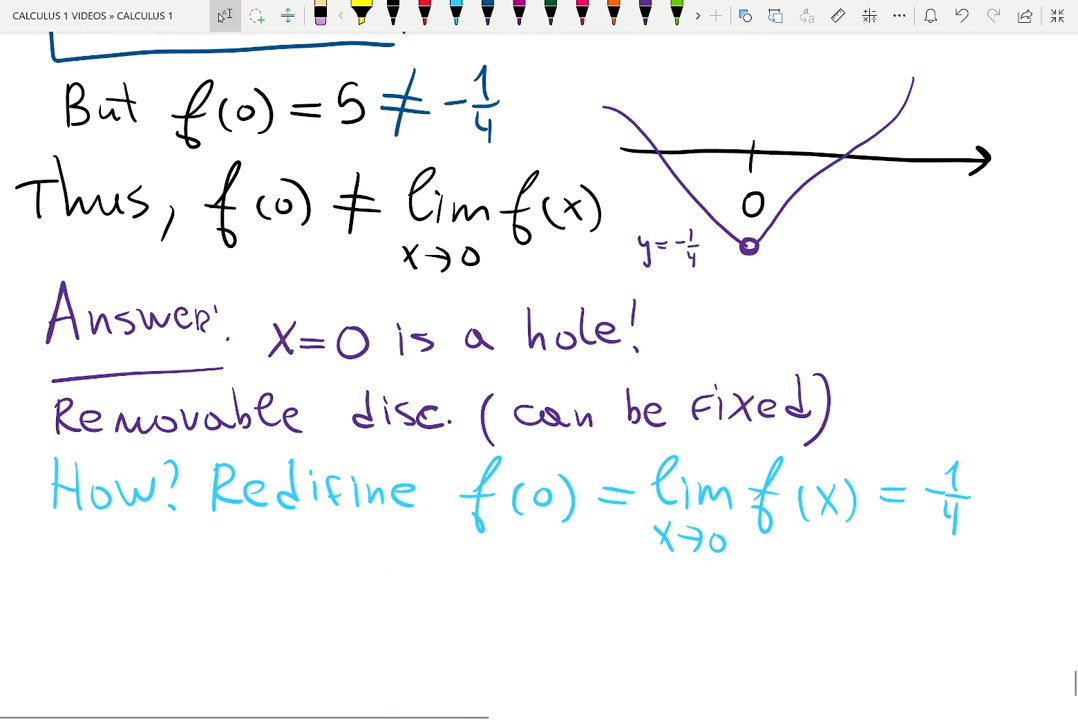 CALCULUS 1 VIDEOS » CALCULUS 1
But f(0) = 5 ≠ -1/4
Thus, f(0) ≠ lim f(x)
x→0
0
y=-1/4
Answer: x=0 is a hole!
Removable disc. (can be fixed)
How? Redifine f(0) = lim f(x) = -1/4
x→0